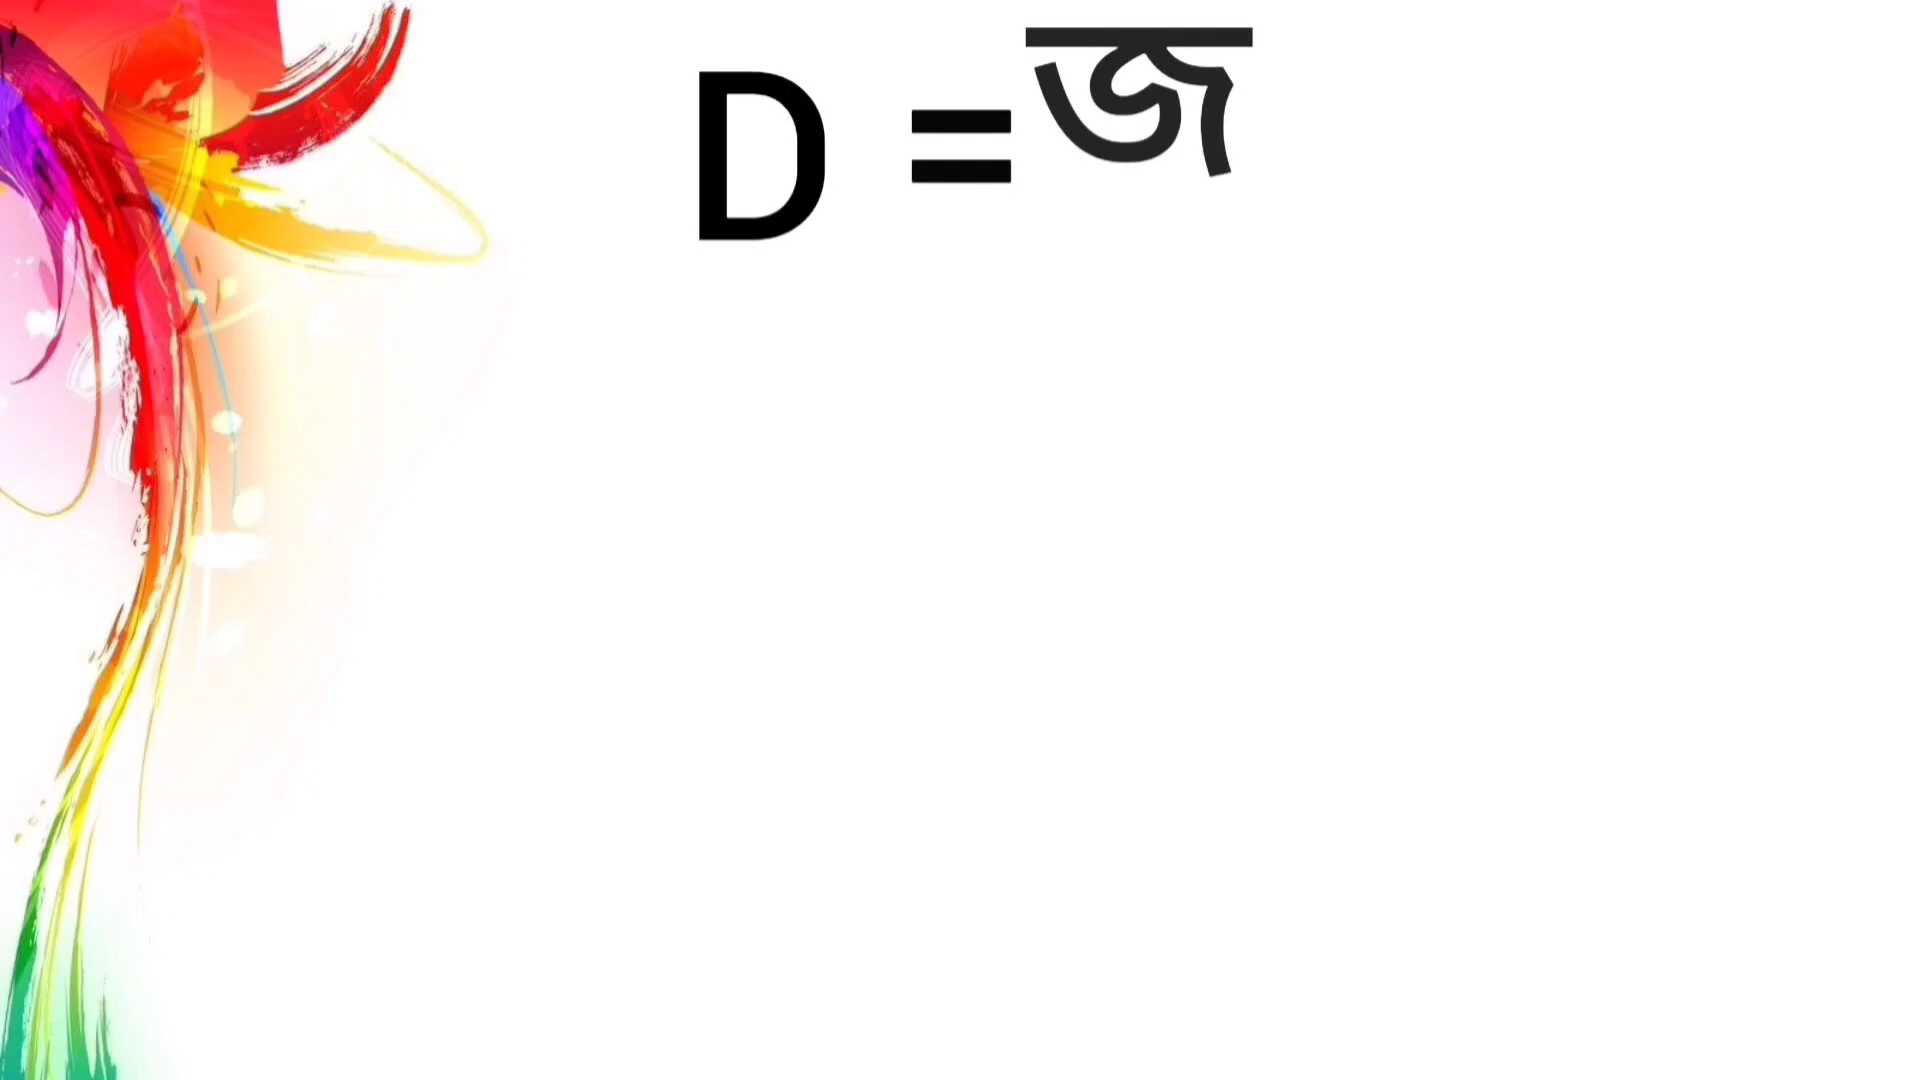 D = জ